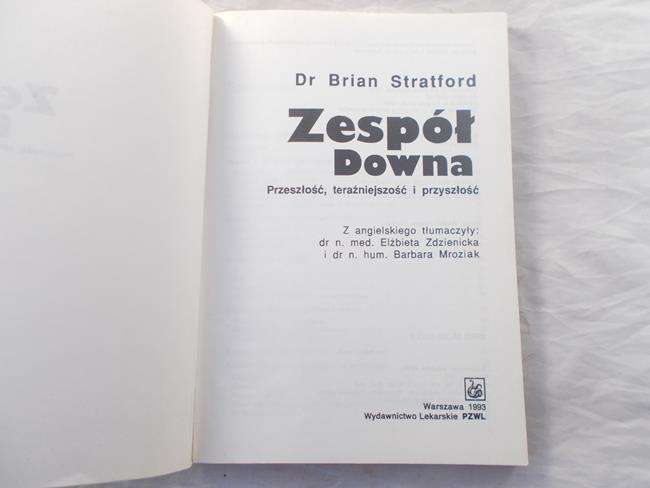 Dr Brian Stratford
Zespół
Downa
Przeszłość, teraźniejszość i przyszłość
Z angielskiego tłumaczyły:
dr n. med. Elżbieta Zdzienicka
i dr n. hum. Barbara Mroziak
Warszawa 1993
Wydawnictwo Lekarskie PZWL